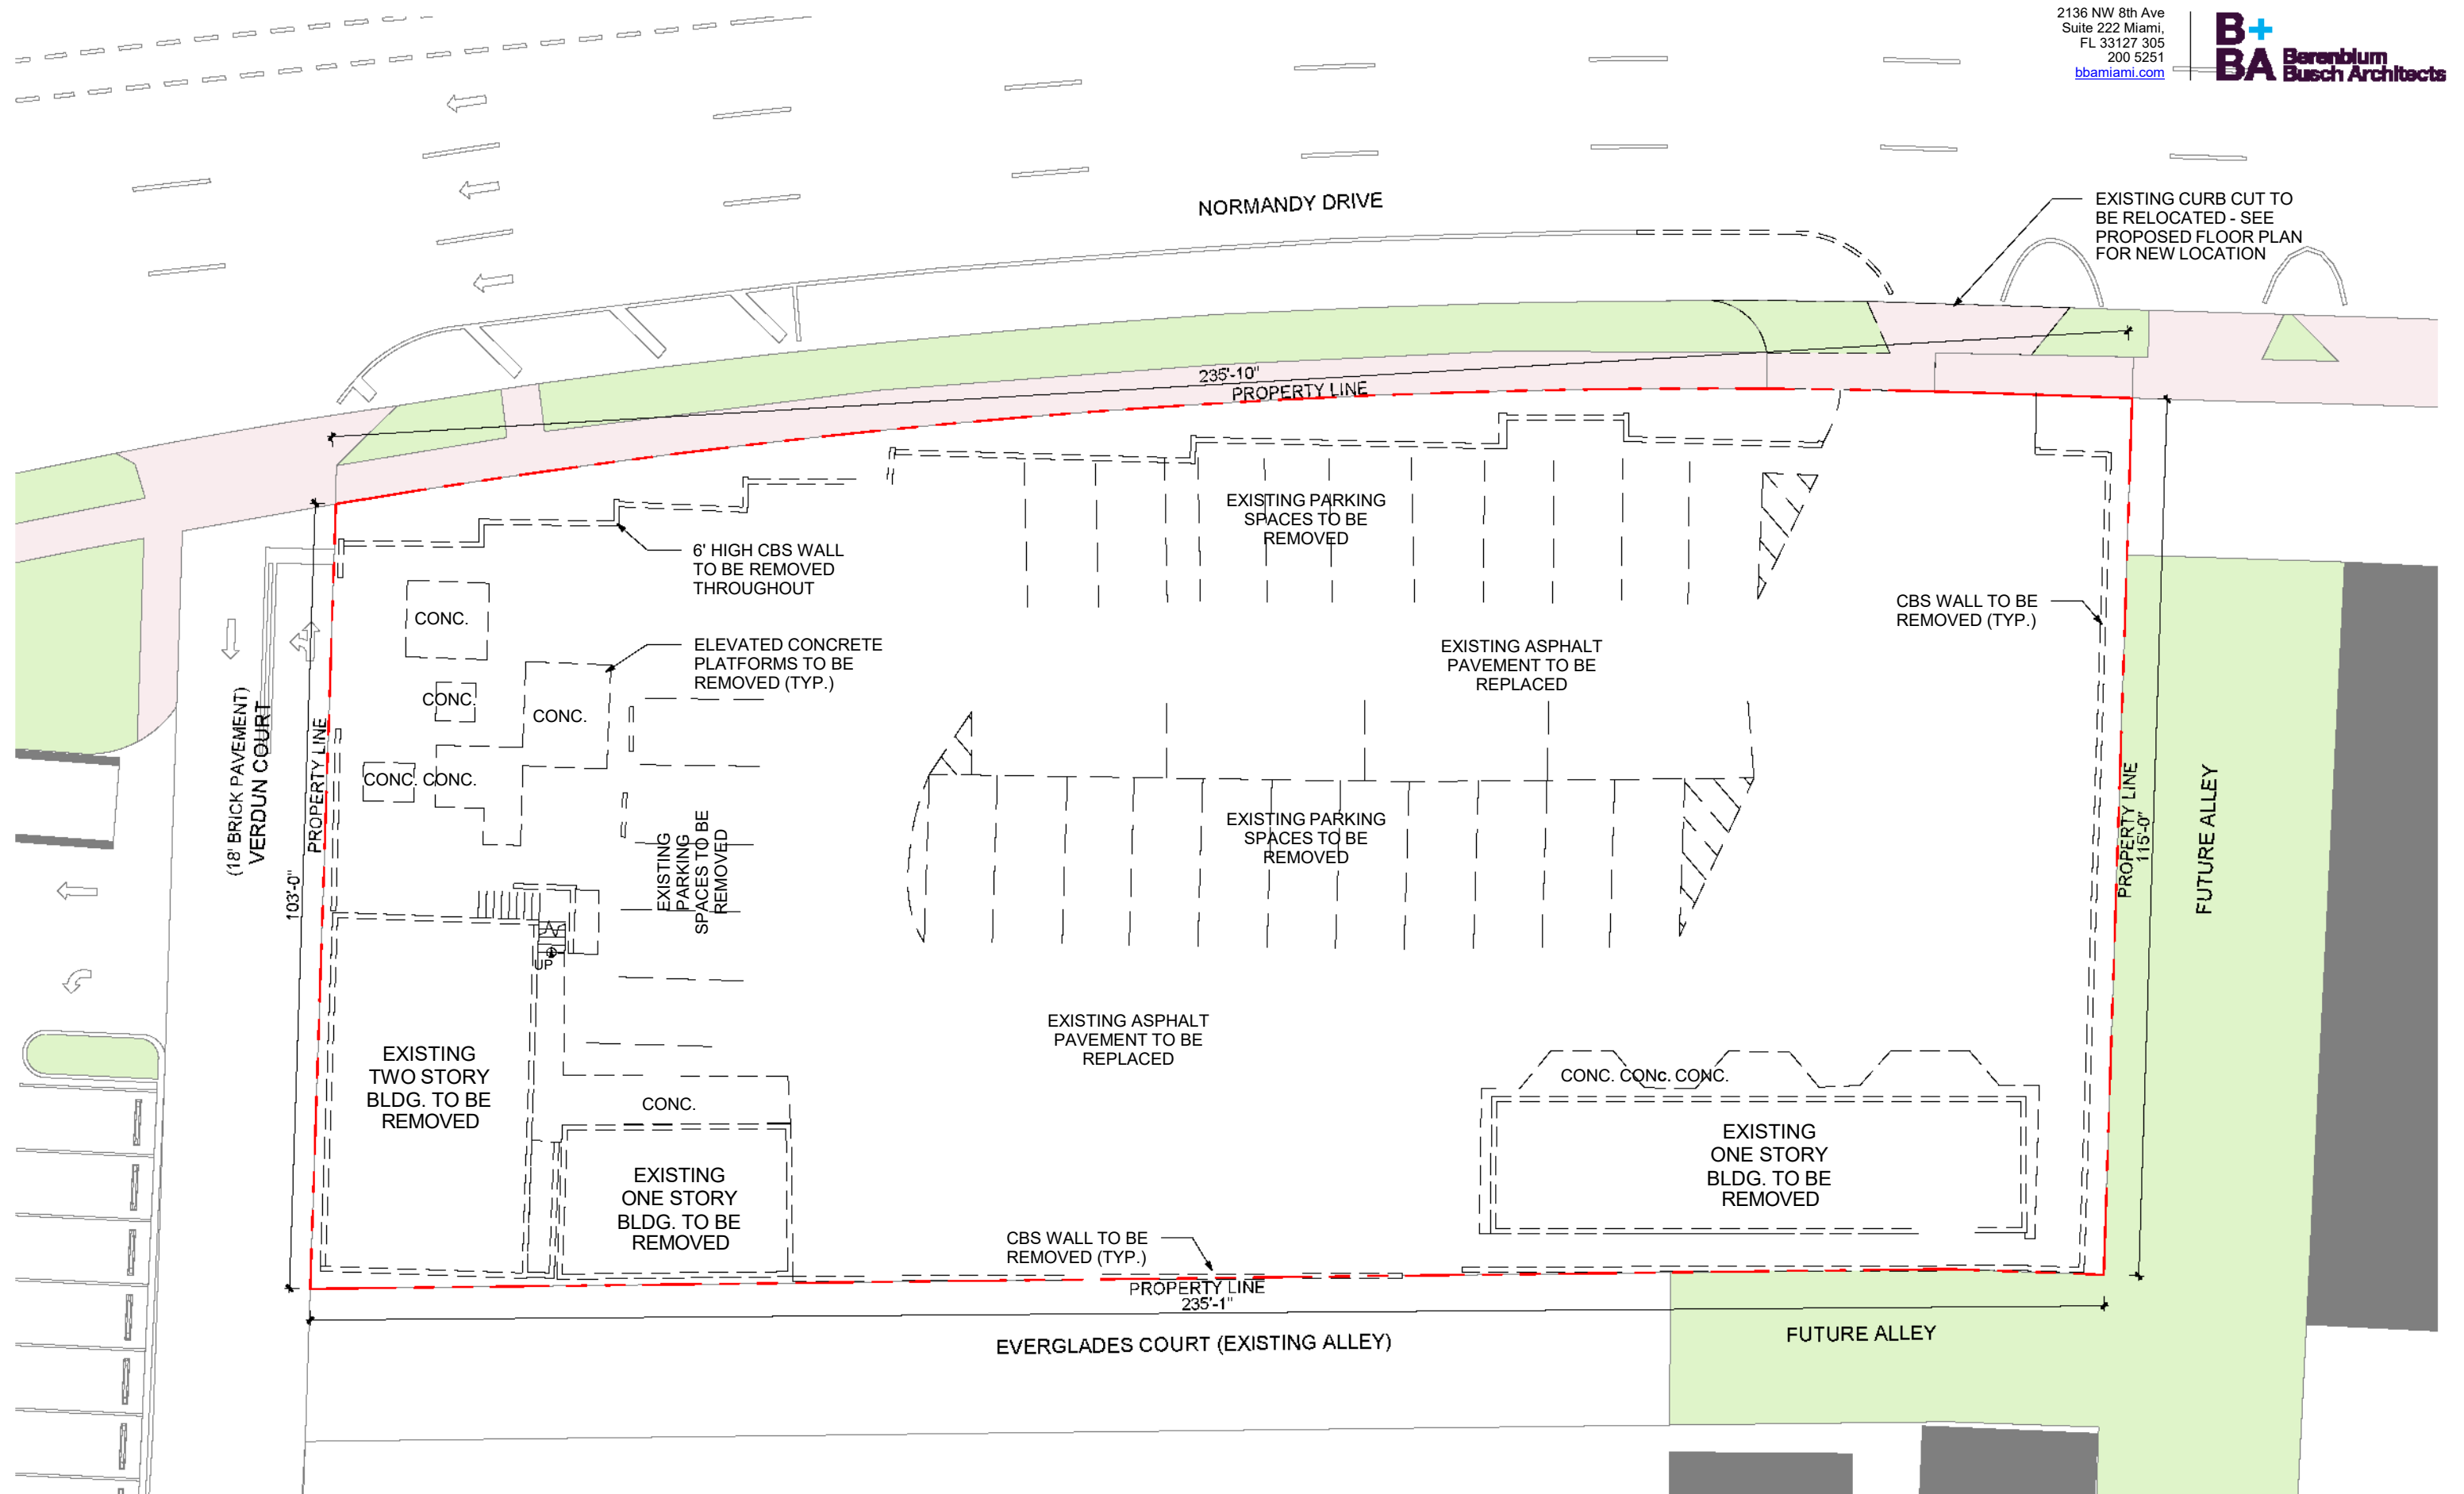 2136 NW 8th Ave
Suite 222 Miami,
FL 33127 305
200 5251
bbamiami.com
B+
BA Berenblum
Busch Architects
NORMANDY DRIVE
EXISTING CURB CUT TO
BE RELOCATED - SEE
PROPOSED FLOOR PLAN
FOR NEW LOCATION
235'-10"
PROPERTY LINE
EXISTING PARKING
SPACES TO BE
REMOVED
6' HIGH CBS WALL
TO BE REMOVED
THROUGHOUT
CBS WALL TO BE
REMOVED (TYP.)
CONC.
ELEVATED CONCRETE
PLATFORMS TO BE
REMOVED (TYP.)
EXISTING ASPHALT
PAVEMENT TO BE
REPLACED
CONC.
CONC.
CONC. CONC.
(18' BRICK PAVEMENT)
VERDUN COURT
PROPERTY LINE
103'-0"
EXISTING
PARKING
SPACES TO BE
REMOVED
EXISTING PARKING
SPACES TO BE
REMOVED
PROPERTY LINE
115'-0"
FUTURE ALLEY
UP
EXISTING ASPHALT
PAVEMENT TO BE
REPLACED
EXISTING
TWO STORY
BLDG. TO BE
REMOVED
CONC.
CONC. CONc. CONC.
EXISTING
ONE STORY
BLDG. TO BE
REMOVED
EXISTING
ONE STORY
BLDG. TO BE
REMOVED
CBS WALL TO BE
REMOVED (TYP.)
PROPERTY LINE
235'-1"
EVERGLADES COURT (EXISTING ALLEY)
FUTURE ALLEY